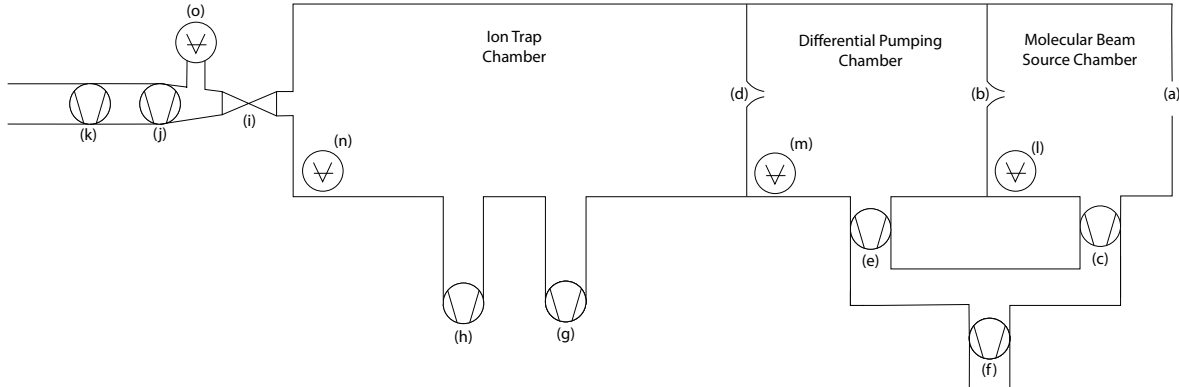 (o)
Ion Trap
Chamber
Differential Pumping
Chamber
Molecular Beam
Source Chamber
(d)
(b)
(a)
(k)
(j)
(i)
(n)
(m)
(l)
(e)
(c)
(h)
(g)
(f)